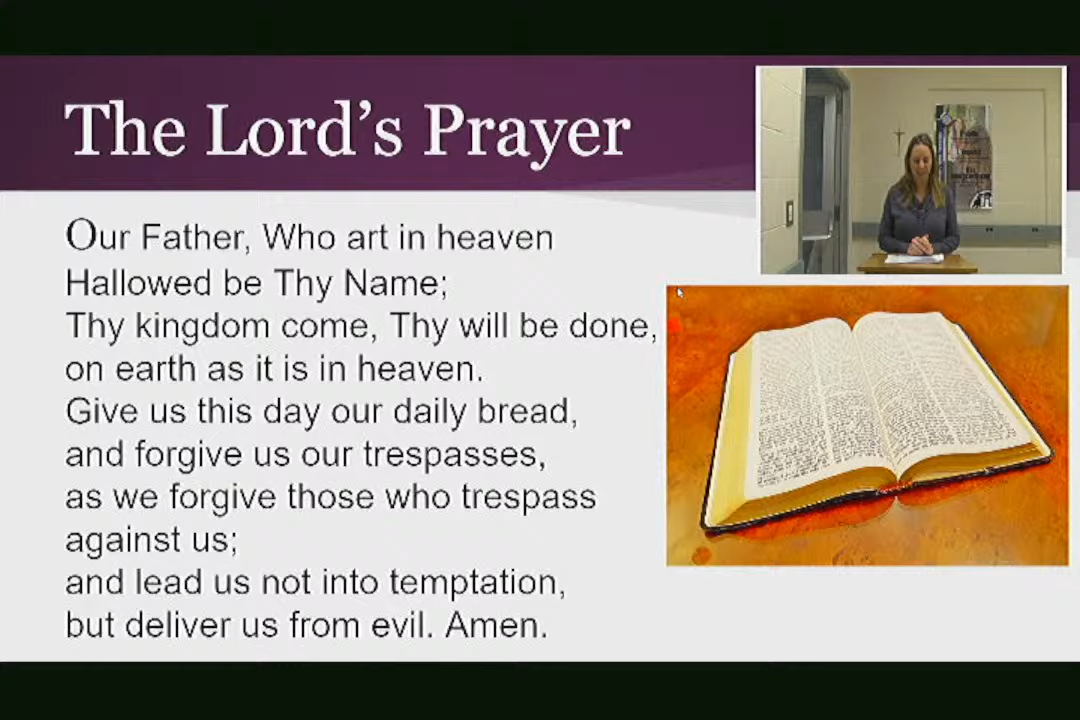 The Lord's Prayer
Our Father, Who art in heaven
Hallowed be Thy Name;
Thy kingdom come, Thy will be done,
on earth as it is in heaven.
Give us this day our daily bread,
and forgive us our trespasses,
as we forgive those who trespass
against us;
and lead us not into temptation,
but deliver us from evil. Amen.